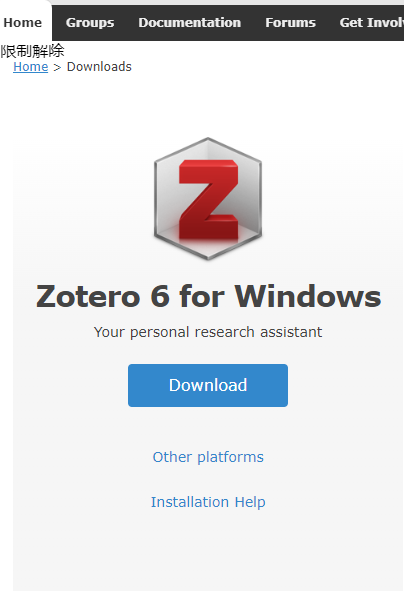 Home Groups Documentation Forums Get Invol
限制解除
Home > Downloads
Z
Zotero 6 for Windows
Your personal research assistant
Download
Other platforms
Installation Help